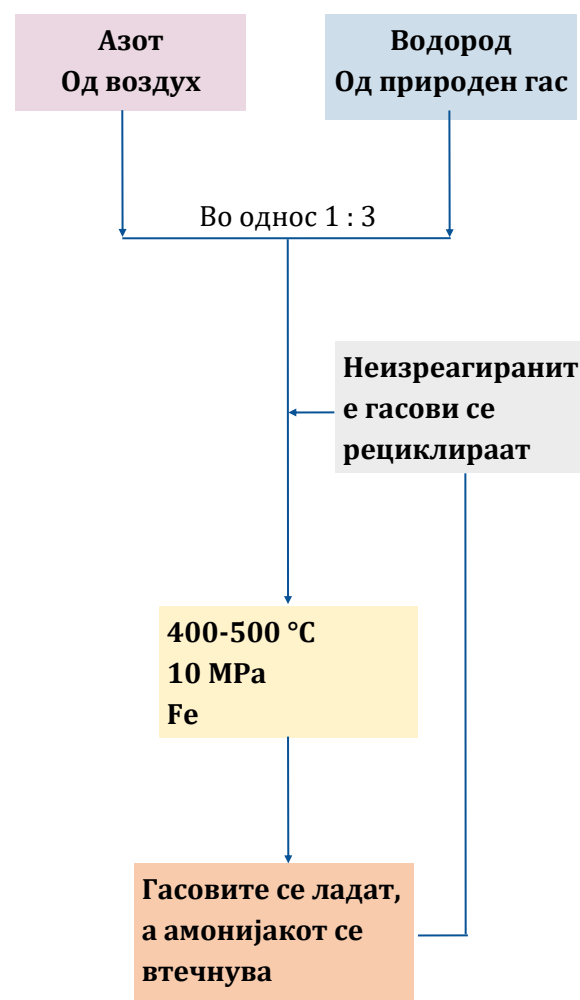 Азот
Од воздух
Водород
Од природен гас
Во однос 1 : 3
Неизреагиранит
е гасови се
рециклираат
400-500 °C
10 MPa
Fe
Гасовите се ладат,
а амонијакот се
втечнува